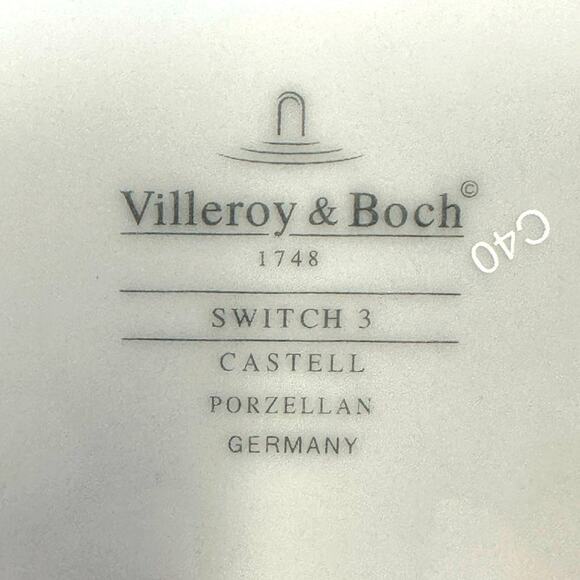 Villeroy & Boch©
1748
SWITCH 3
CASTELL
PORZELLAN
GERMANY
C40